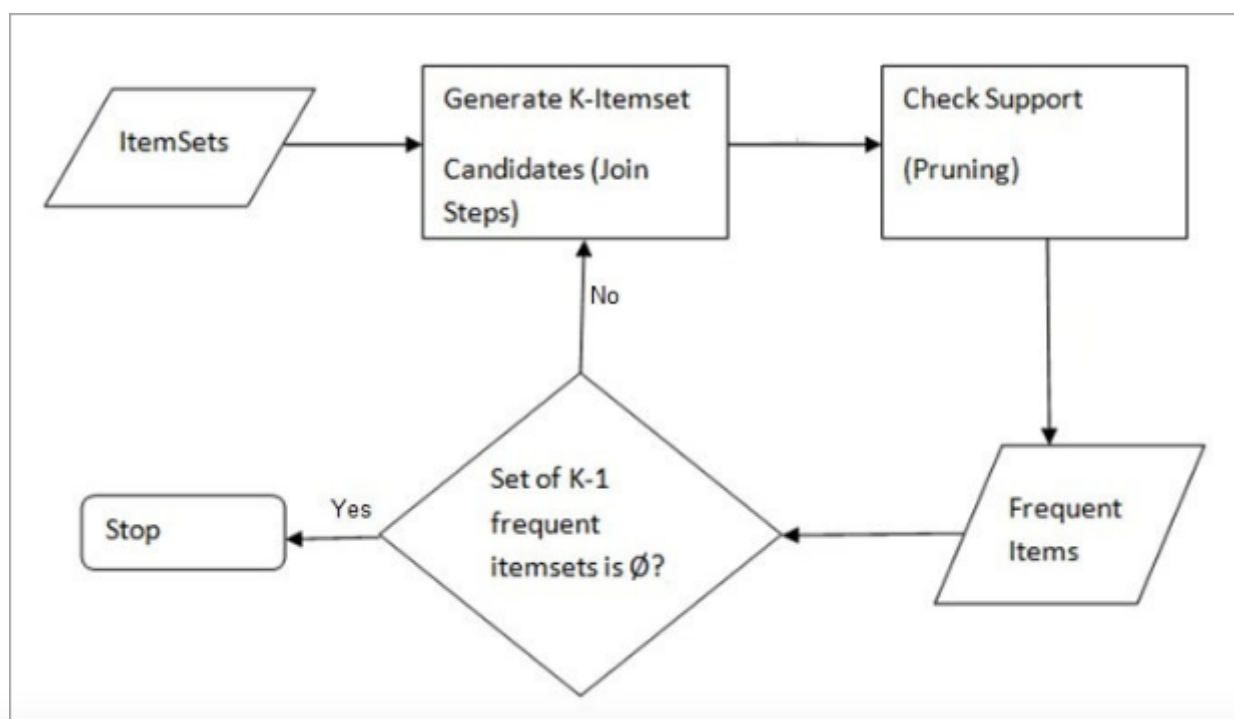 ItemSets
Generate K-Itemset
Candidates (Join
Steps)
Check Support
(Pruning)
No
Set of K-1
frequent
itemsets is Ø?
Yes
Stop
Frequent
Items